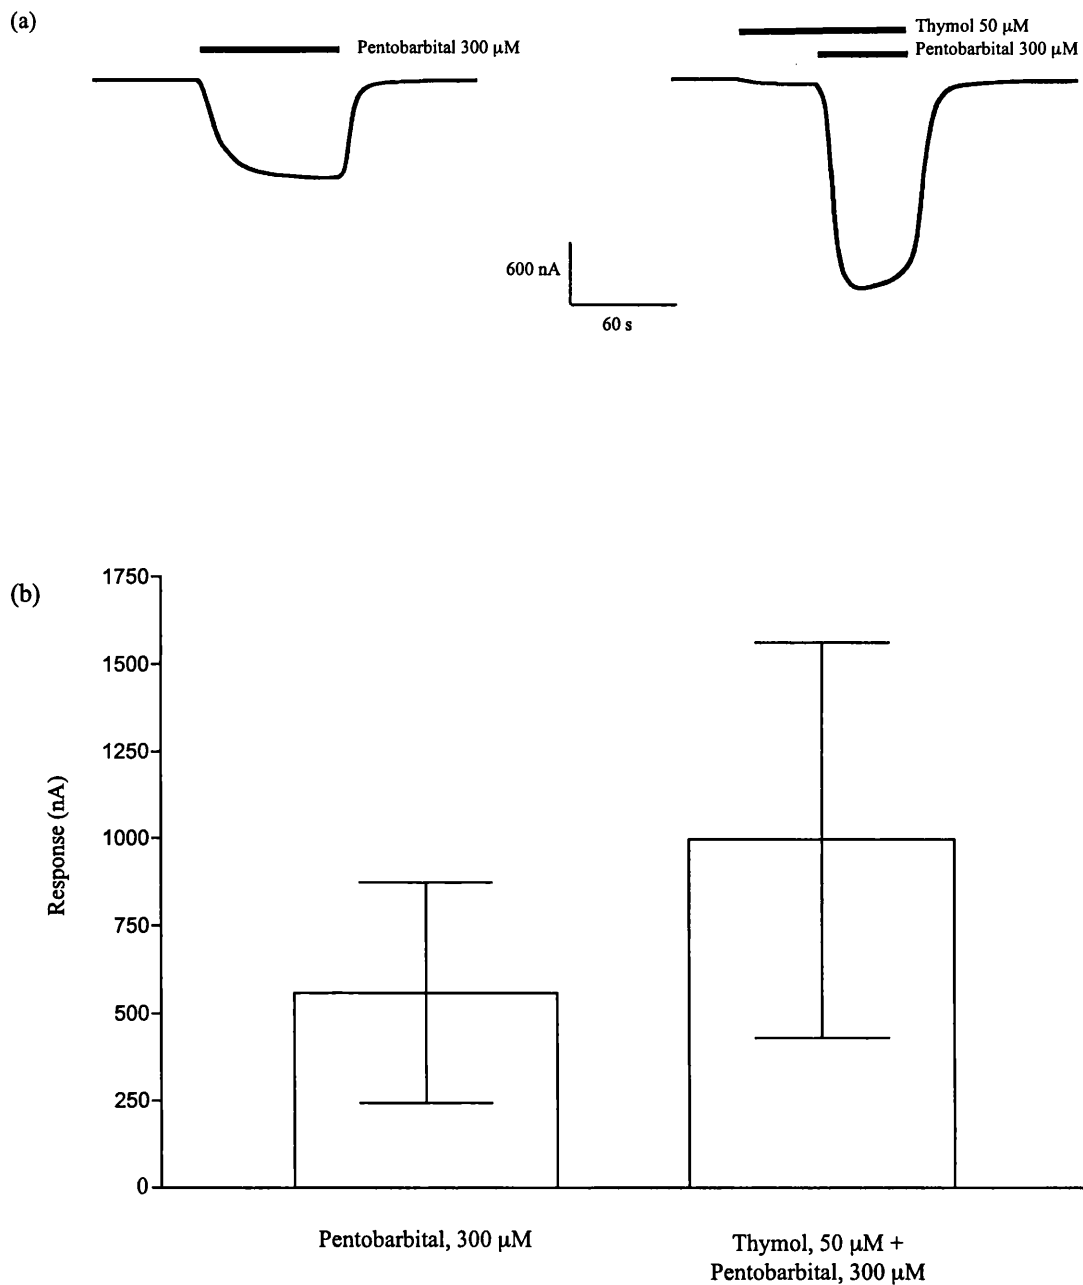 (a)
Pentobarbital 300 μM
Thymol 50 μM
Pentobarbital 300 μM
600 nA
60 s
(b)
1750
1500
1250
1000
750
500
250
0
Response (nA)
Pentobarbital, 300 μM
Thymol, 50 μM +
Pentobarbital, 300 μM